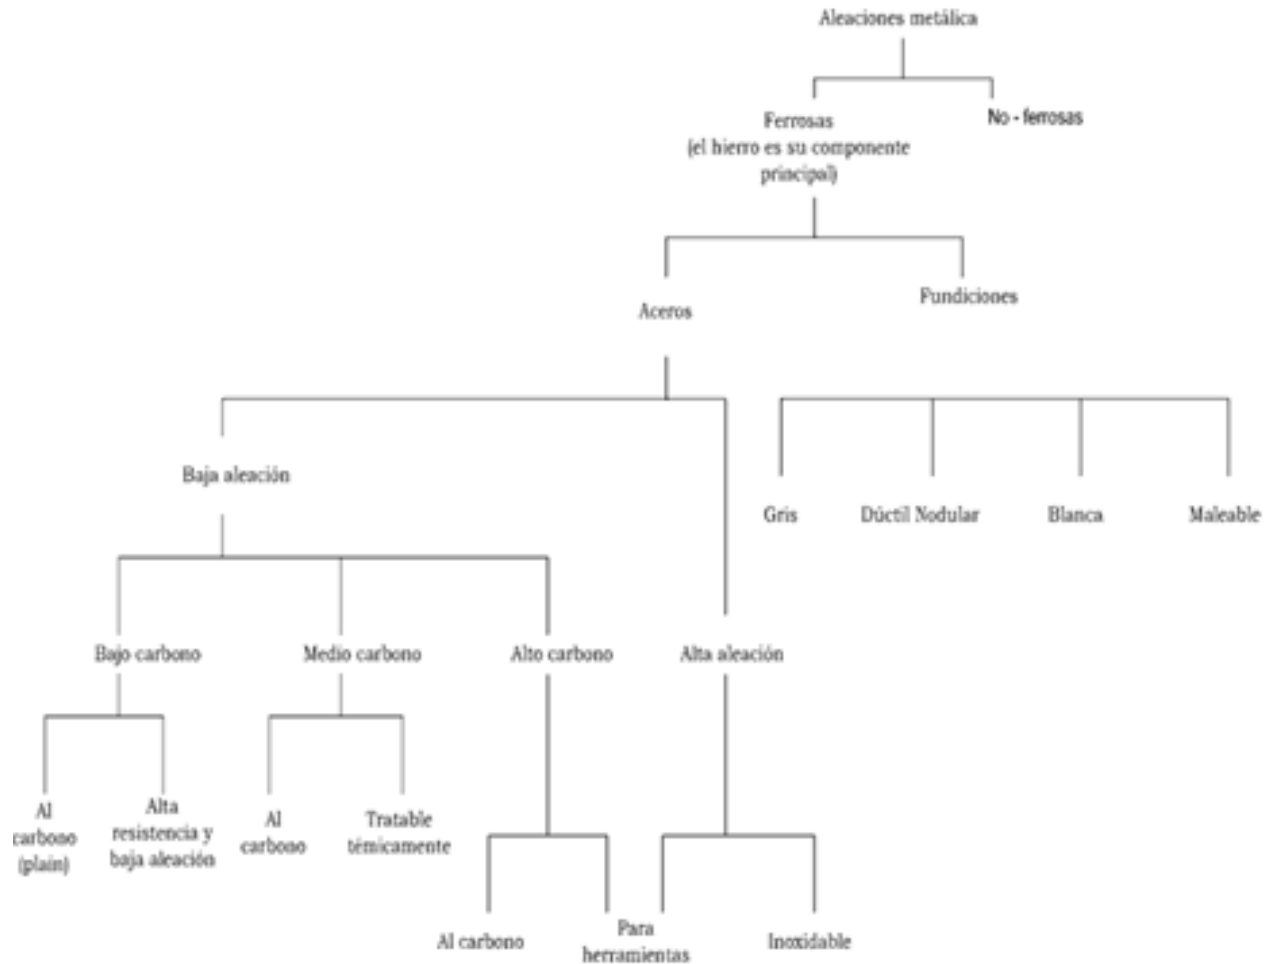 Aleaciones metálica
Ferrosas
(el hierro es su componente
principal)
No - ferrosas
Aceros
Fundiciones
Baja aleación
Gris
Dúctil Nodular
Blanca
Maleable
Bajo carbono
Medio carbono
Alto carbono
Alta aleación
Al
carbono
(plain)
Alta
resistencia y
baja aleación
Al
carbono
Tratable
témicamente
Al carbono
Para
herramientas
Inoxidable